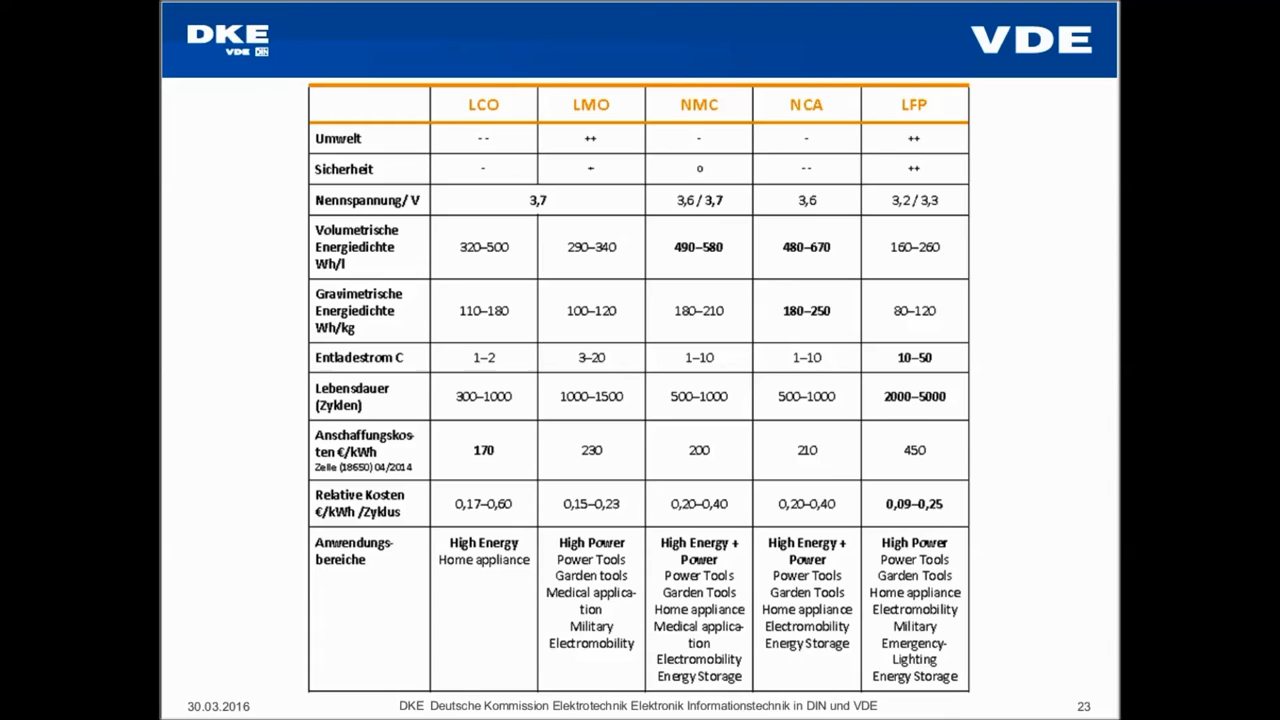 DKE
VDE DIN
VDE
LCO LMO NMC NCA LFP
Umwelt -- ++ - - ++
Sicherheit - + o -- ++
Nennspannung/ V 3,7 3,6 / 3,7 3,6 3,2 / 3,3
Volumetrische
Energiedichte 320–500 290–340 490–580 480–670 160–260
Wh/l
Gravimetrische
Energiedichte 110–180 100–120 180–210 180–250 80–120
Wh/kg
Entladestrom C 1–2 3–20 1–10 1–10 10–50
Lebensdauer
(Zyklen) 300–1000 1000–1500 500–1000 500–1000 2000–5000
Anschaffungskos-
ten €/kWh 170 230 200 210 450
Zelle (18650) 04/2014
Relative Kosten
€/kWh /Zyklus 0,17–0,60 0,15–0,23 0,20–0,40 0,20–0,40 0,09–0,25
Anwendungs- High Energy High Power High Energy + High Energy + High Power
bereiche Home appliance Power Tools Power Power Power Tools
Garden tools Power Tools Power Tools Garden Tools
Medical applica- Garden Tools Garden Tools Home appliance
tion Home appliance Home appliance Electromobility
Military Medical applica- Electromobility Military
Electromobility tion Energy Storage Emergency-
Electromobility Lighting
Energy Storage Energy Storage
30.03.2016 DKE Deutsche Kommission Elektrotechnik Elektronik Informationstechnik in DIN und VDE 23